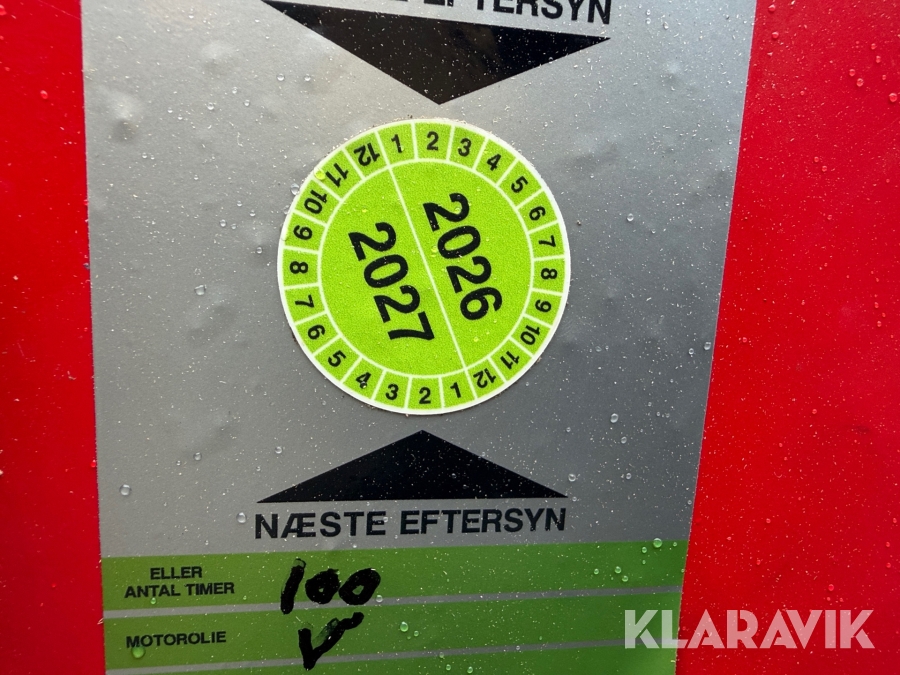 EFTERSYN
1 2 3 4 5 6 7 8 9 10 11 12
2026
2027
1 2 3 4 5 6 7 8 9 10 11 12
NÆSTE EFTERSYN
ELLER
ANTAL TIMER 100
MOTOROLIE V
KLARAVIK